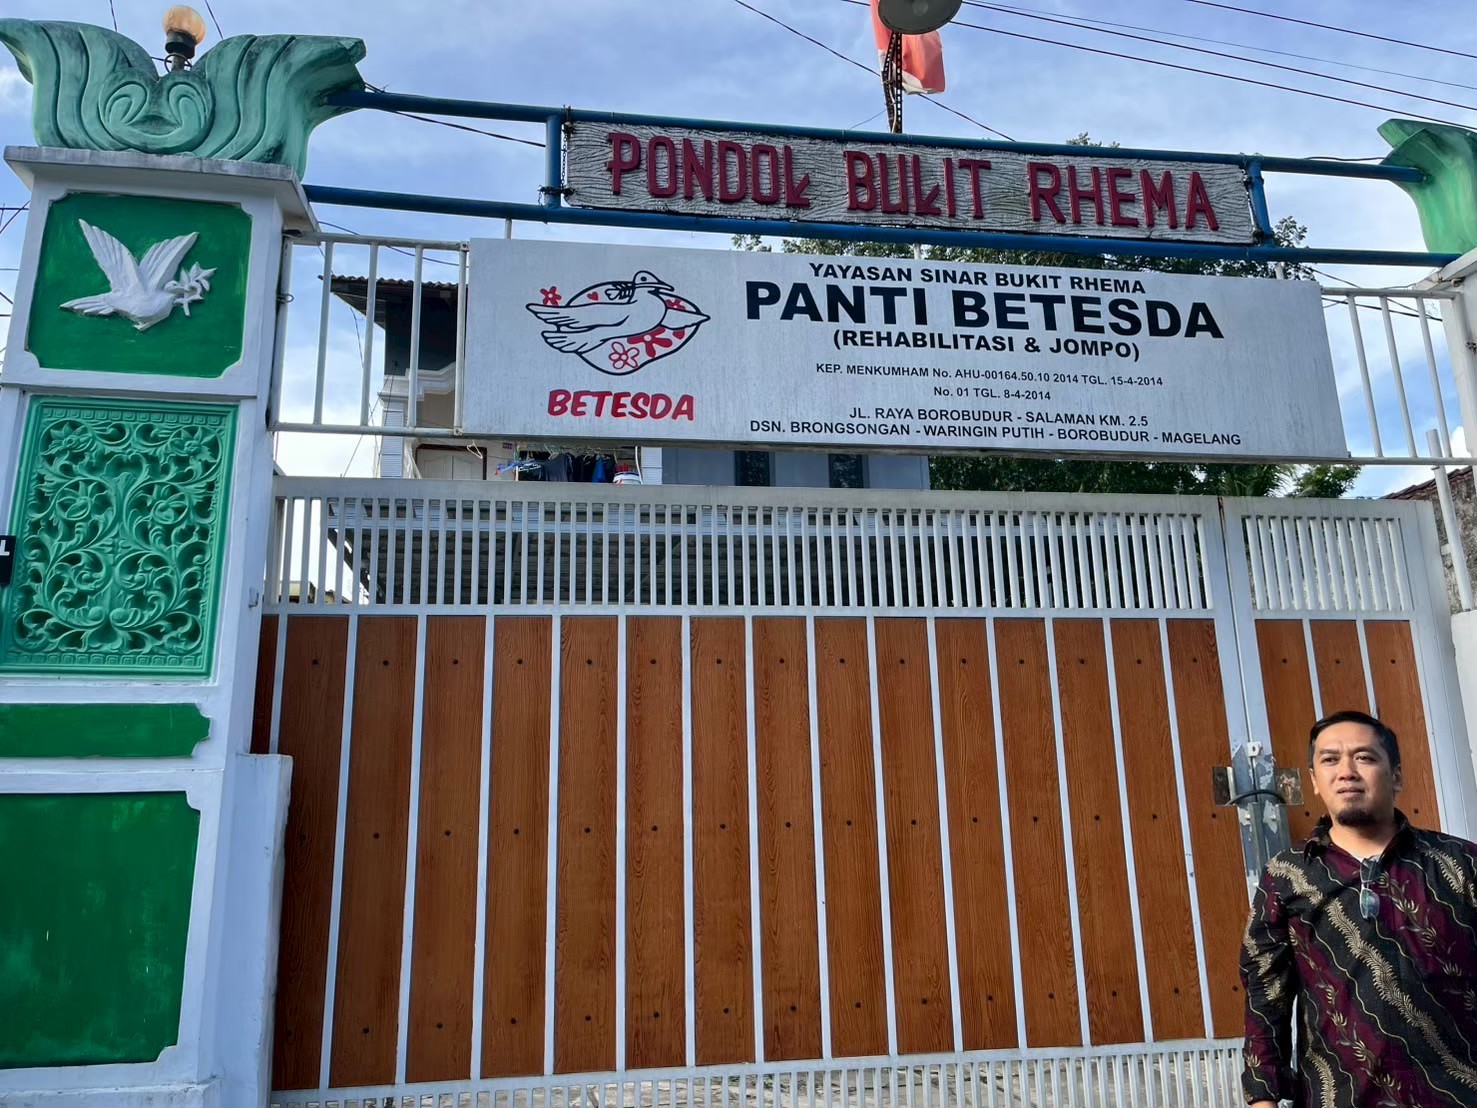 PONDOK BUKIT RHEMA
YAYASAN SINAR BUKIT RHEMA
PANTI BETESDA
(REHABILITASI & JOMPO)
KEP. MENKUMHAM No. AHU-00164.50.10 2014 TGL. 15-4-2014
No. 01 TGL. 8-4-2014
JL. RAYA BOROBUDUR - SALAMAN KM. 2.5
DSN. BRONGSONGAN - WARINGIN PUTIH - BOROBUDUR - MAGELANG
BETESDA